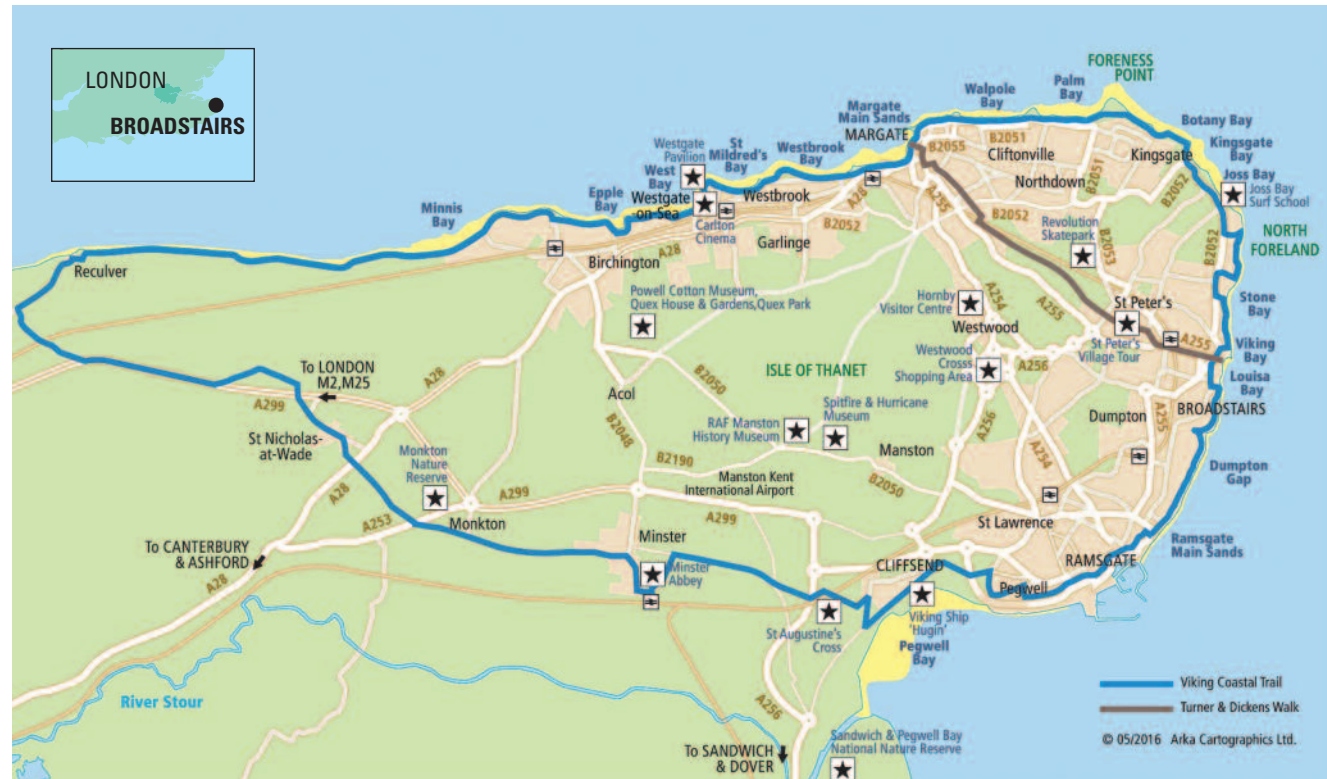 LONDON
BROADSTAIRS
FORENESS
POINT
Palm
Bay
Walpole
Bay
Margate
Main Sands
MARGATE
Botany Bay
Kingsgate
Bay
Joss Bay
Joss Bay
Surf School
NORTH
FORELAND
Stone
Bay
Viking
Bay
Louisa
Bay
BROADSTAIRS
Dumpton
Gap
Ramsgate
Main Sands
Westgate
Pavilion
West
Bay
St
Mildred's
Bay
Westbrook
Bay
Westgate
-on-Sea
Westbrook
Carlton
Cinema
Garlinge
Epple
Bay
Minnis
Bay
Reculver
Birchington
A28
A28
B2052
B2055
B2051
Cliftonville
Kingsgate
Northdown
B2051
B2052
B2052
B2052
A255
Revolution
Skatepark
B2053
Powell Cotton Museum,
Quex House & Gardens,Quex Park
Hornby
Visitor Centre
Westwood
A254
A255
St Peter's
St Peter's
Village Tour
A255
Westwood
Crosss
Shopping Area
A256
A256
ISLE OF THANET
To LONDON
M2,M25
A28
A299
St Nicholas-
at-Wade
Acol
B2050
B2048
Spitfire & Hurricane
Museum
RAF Manston
History Museum
Manston
Dumpton
A255
A234
B2190
B2050
Manston Kent
International Airport
Monkton
Nature
Reserve
A28
A299
A253
Monkton
A299
Minster
Minster
Abbey
St Lawrence
CLIFFSEND
RAMSGATE
Pegwell
To CANTERBURY
& ASHFORD
A28
St Augustine's
Cross
Viking Ship
'Hugin'
Pegwell
Bay
River Stour
A256
To SANDWICH
& DOVER
Sandwich & Pegwell Bay
National Nature Reserve
Viking Coastal Trail
Turner & Dickens Walk
© 05/2016 Arka Cartographics Ltd.